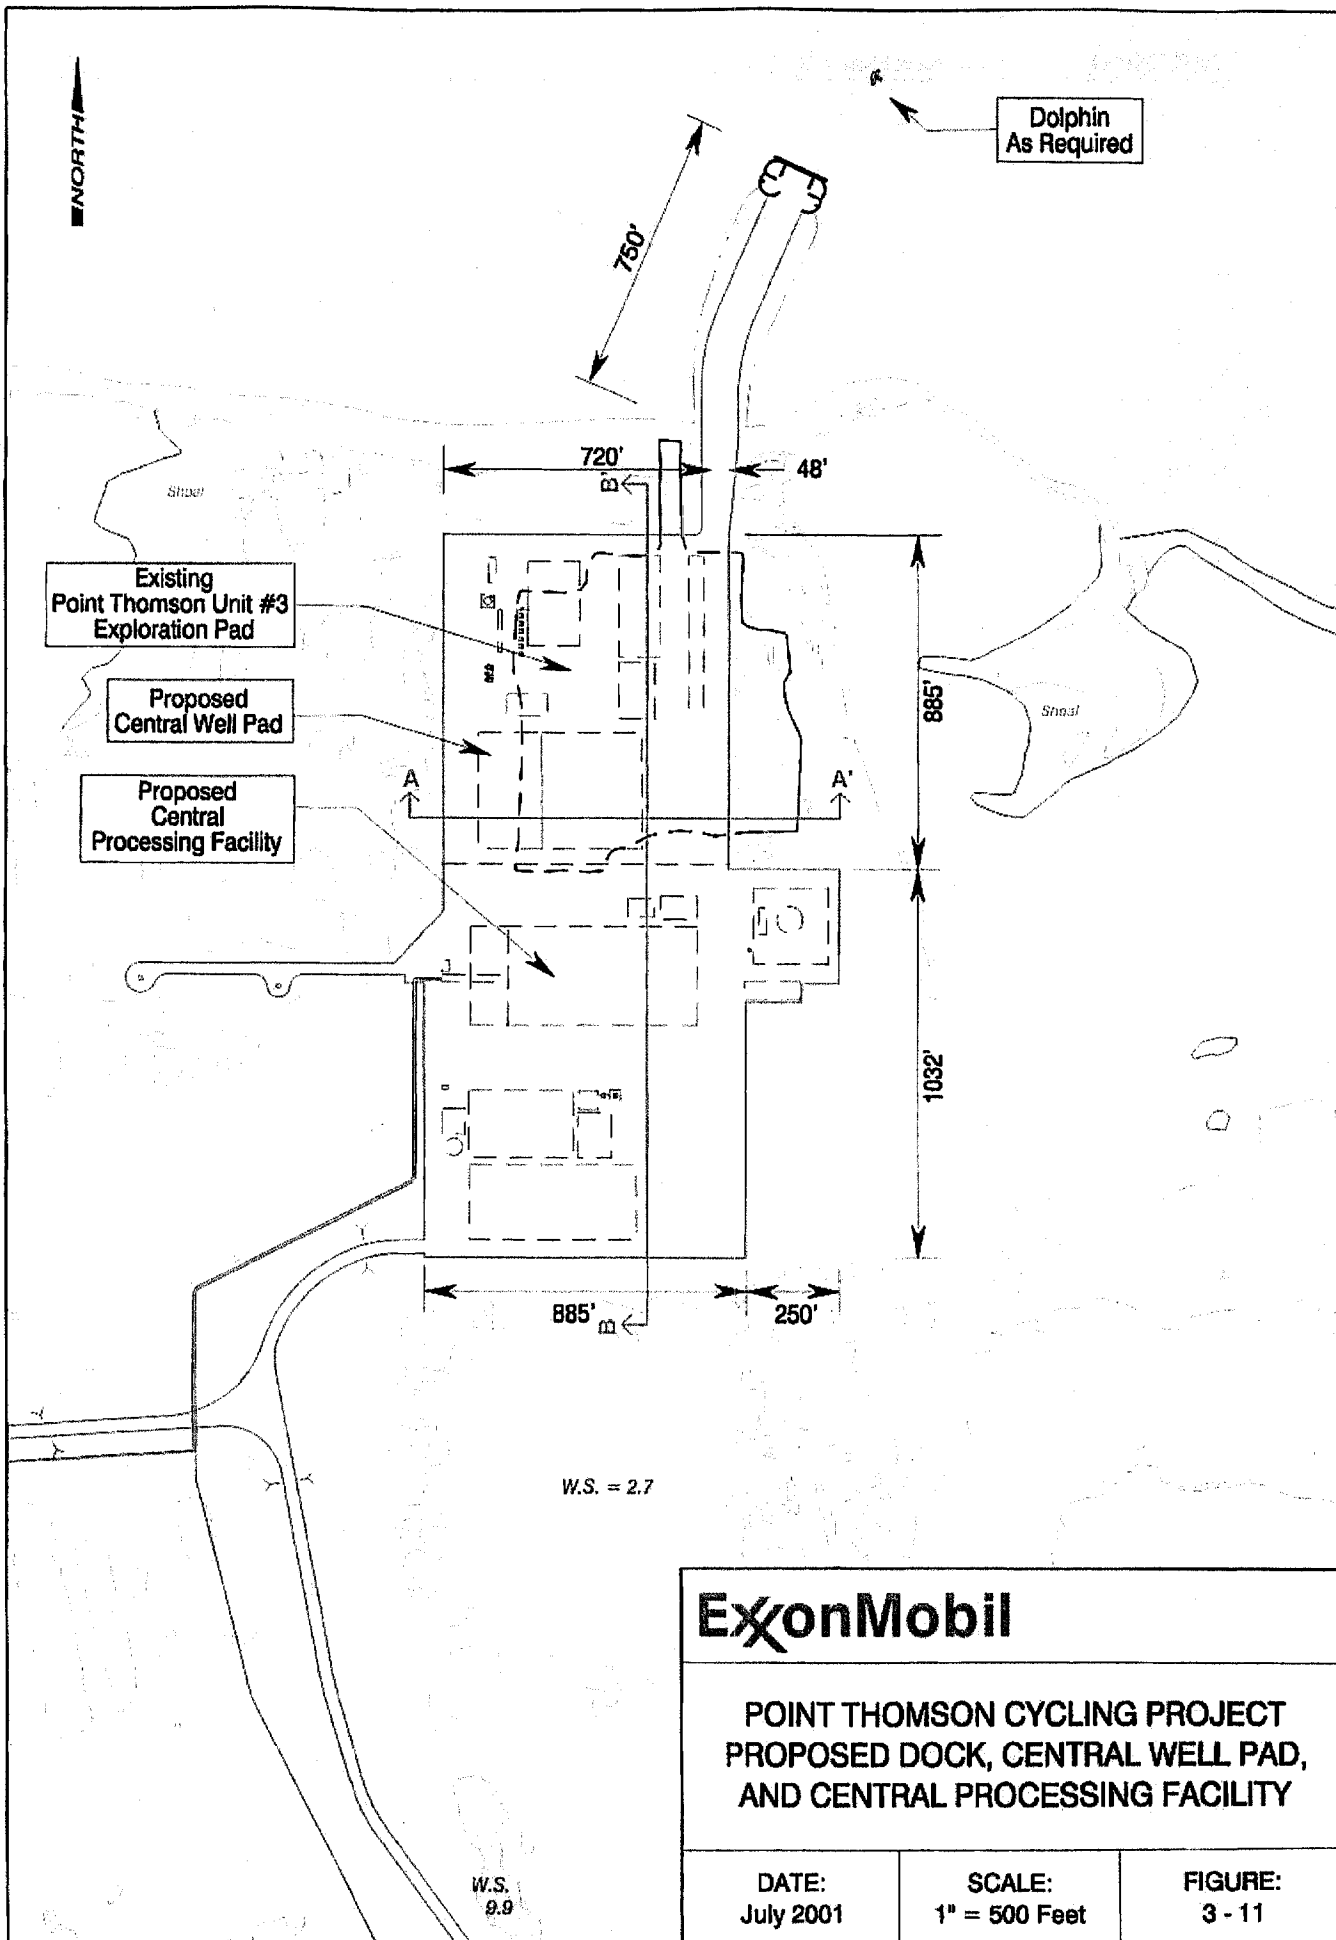 NORTH
Dolphin
As Required
750'
720'
48'
B'
Shoal
Existing
Point Thomson Unit #3
Exploration Pad
Proposed
Central Well Pad
Proposed
Central
Processing Facility
A
A'
885'
Shoal
1032'
885'
250'
B
W.S. = 2.7
W.S.
9.9
ExxonMobil
POINT THOMSON CYCLING PROJECT
PROPOSED DOCK, CENTRAL WELL PAD,
AND CENTRAL PROCESSING FACILITY
DATE:
July 2001
SCALE:
1" = 500 Feet
FIGURE:
3 - 11